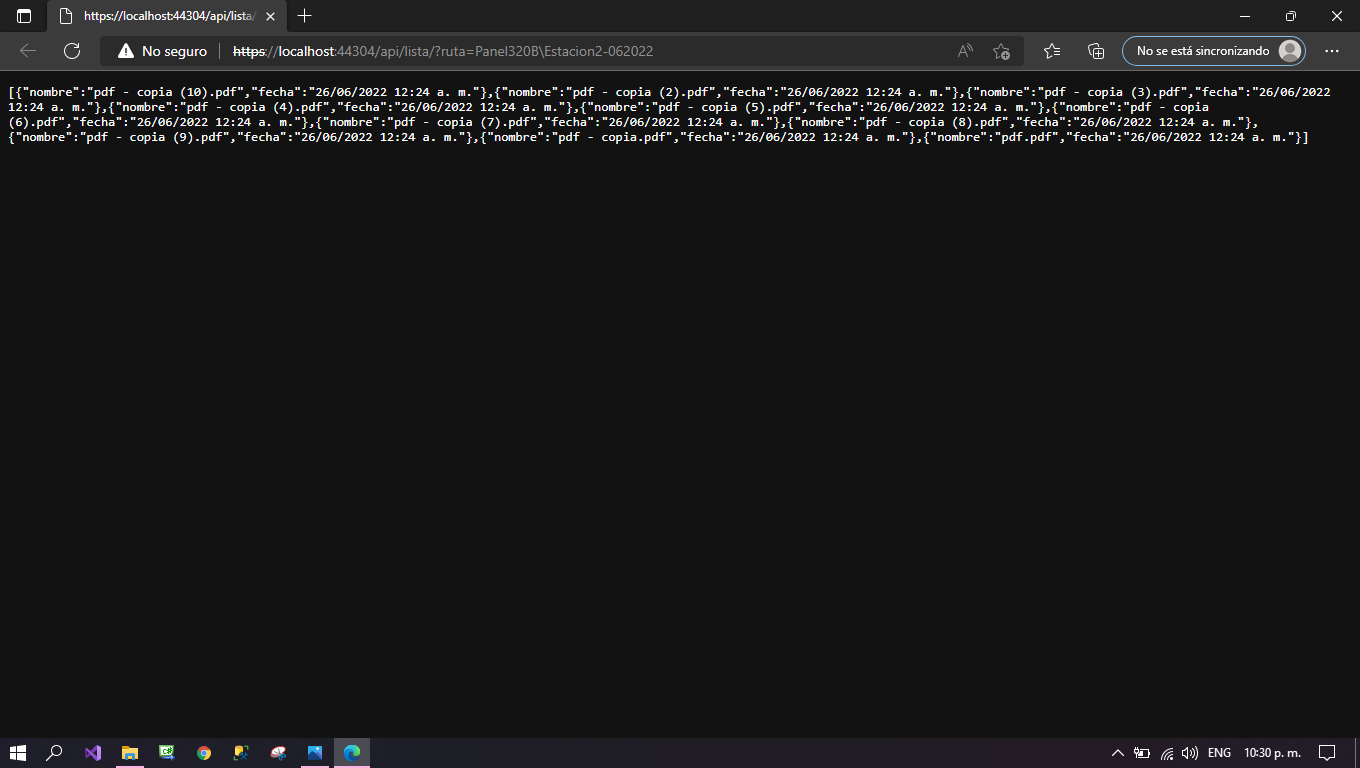 https://localhost:44304/api/lista/
No seguro
https://localhost:44304/api/lista/?ruta=Panel320B\Estacion2-062022
No se está sincronizando
[{"nombre":"pdf - copia (10).pdf","fecha":"26/06/2022 12:24 a. m."},{"nombre":"pdf - copia (2).pdf","fecha":"26/06/2022 12:24 a. m."},{"nombre":"pdf - copia (3).pdf","fecha":"26/06/2022
12:24 a. m."},{"nombre":"pdf - copia (4).pdf","fecha":"26/06/2022 12:24 a. m."},{"nombre":"pdf - copia (5).pdf","fecha":"26/06/2022 12:24 a. m."},{"nombre":"pdf - copia
(6).pdf","fecha":"26/06/2022 12:24 a. m."},{"nombre":"pdf - copia (7).pdf","fecha":"26/06/2022 12:24 a. m."},{"nombre":"pdf - copia (8).pdf","fecha":"26/06/2022 12:24 a. m."},
{"nombre":"pdf - copia (9).pdf","fecha":"26/06/2022 12:24 a. m."},{"nombre":"pdf - copia.pdf","fecha":"26/06/2022 12:24 a. m."},{"nombre":"pdf.pdf","fecha":"26/06/2022 12:24 a. m."}]
ENG
10:30 p. m.